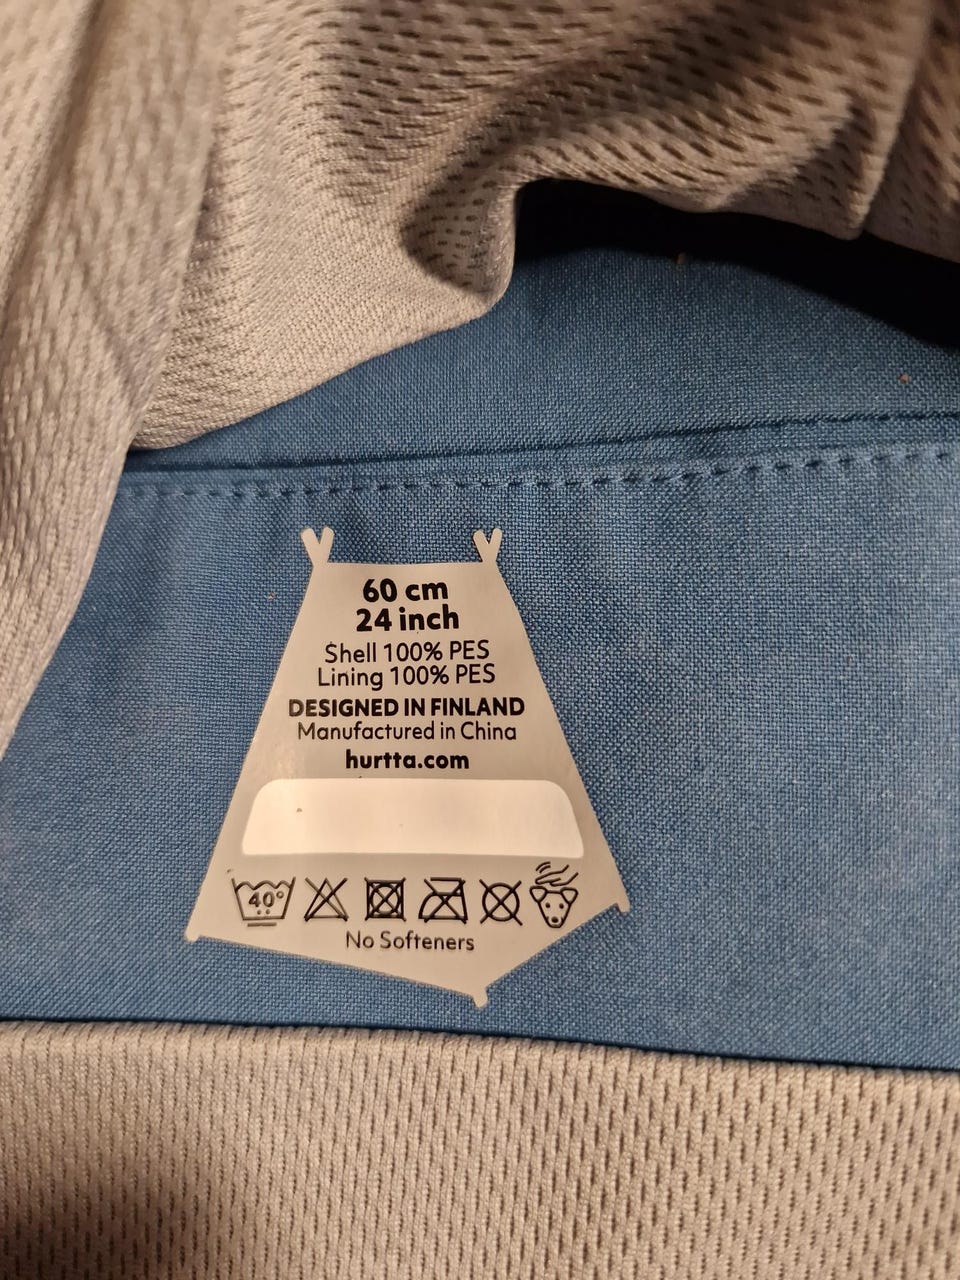 60 cm
24 inch
Shell 100% PES
Lining 100% PES
DESIGNED IN FINLAND
Manufactured in China
hurtta.com
40°
No Softeners